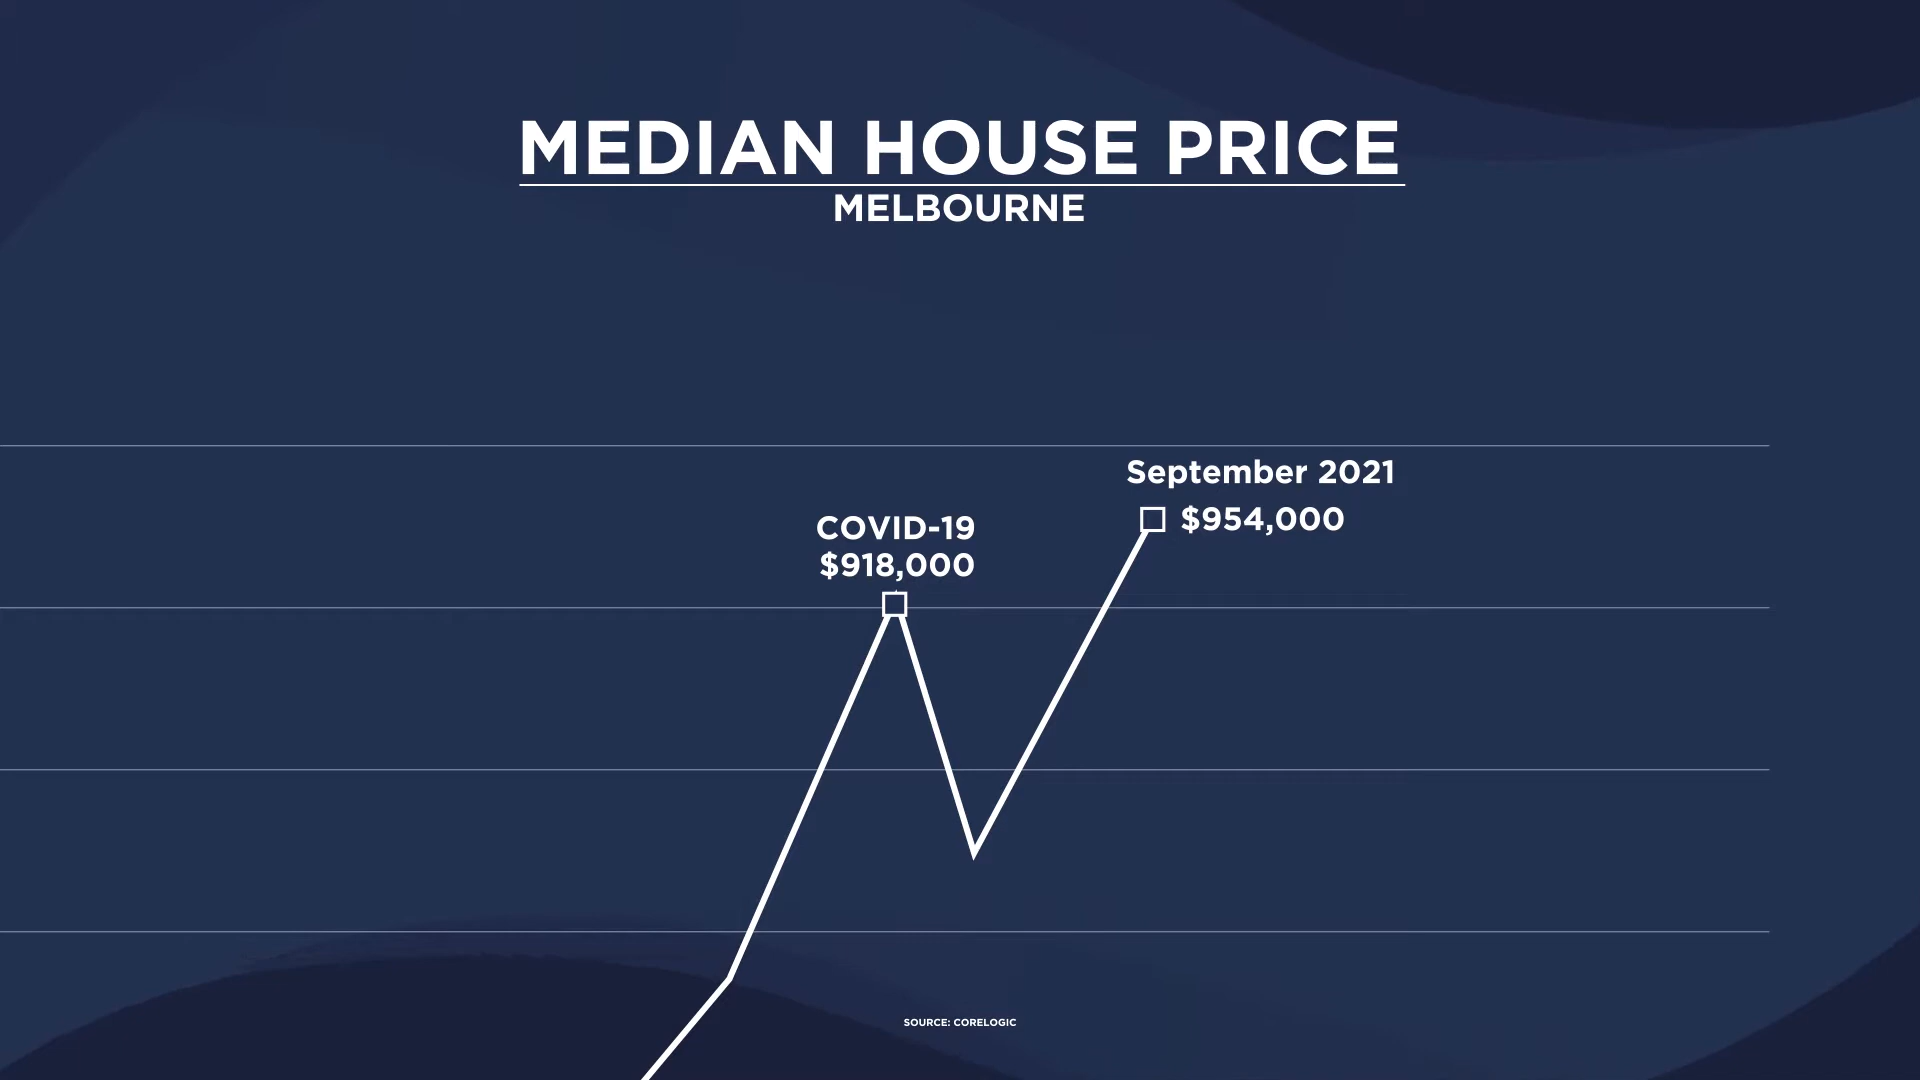 MEDIAN HOUSE PRICE
MELBOURNE
September 2021
$954,000
COVID-19
$918,000
SOURCE: CORELOGIC